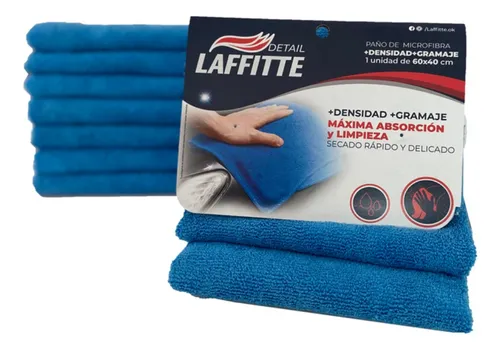 /Laffitte.ok
DETAIL
LAFFITTE
PAÑO DE MICROFIBRA
+DENSIDAD+GRAMAJE
1 unidad de 60x40 cm
+DENSIDAD +GRAMAJE
MÁXIMA ABSORCIÓN
y LIMPIEZA
SECADO RÁPIDO Y DELICADO